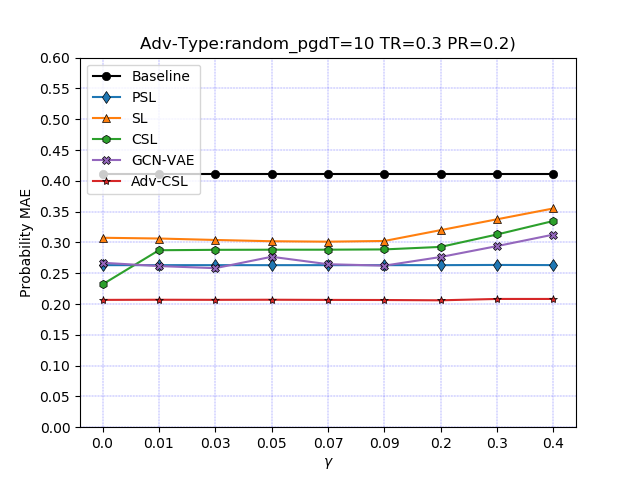 Adv-Type:random_pgdT=10 TR=0.3 PR=0.2)
0.60
0.55
0.50
0.45
0.40
0.35
0.30
0.25
0.20
0.15
0.10
0.05
0.00
Probability MAE
Baseline
PSL
SL
CSL
GCN-VAE
Adv-CSL
0.0 0.01 0.03 0.05 0.07 0.09 0.2 0.3 0.4
γ